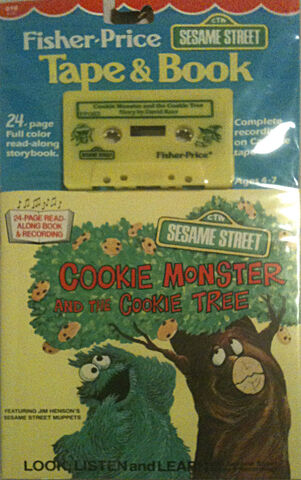 CTW
Fisher-Price SESAME STREET
Tape & Book
24-page
Full color
read-along
storybook.
Cookie Monster and the Cookie Tree
Story by David Korr
SESAME STREET
Fisher-Price®
Complete
recording
on C
tape
Ages 4-7
24-PAGE READ-
ALONG BOOK
& RECORDING
CTW
SESAME STREET
COOKIE MONSTER
AND THE COOKIE TREE
FEATURING JIM HENSON'S
SESAME STREET MUPPETS
LOOK, LISTEN and LEARN